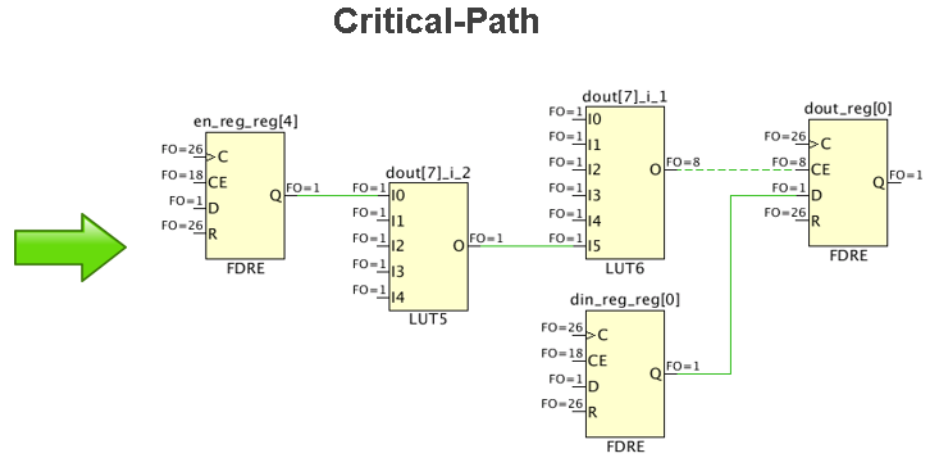 Critical-Path
en_reg_reg[4]
FO=26 C
FO=18 CE
FO=1 D
FO=26 R
Q FO=1
FDRE
dout[7]_i_2
FO=1 I0
FO=1 I1
FO=1 I2
FO=1 I3
FO=1 I4
O FO=1
LUT5
dout[7]_i_1
FO=1 I0
FO=1 I1
FO=1 I2
FO=1 I3
FO=1 I4
FO=1 I5
O FO=8
LUT6
din_reg_reg[0]
FO=26 C
FO=18 CE
FO=1 D
FO=26 R
Q FO=1
FDRE
dout_reg[0]
FO=26 C
FO=8 CE
FO=1 D
FO=26 R
Q FO=1
FDRE